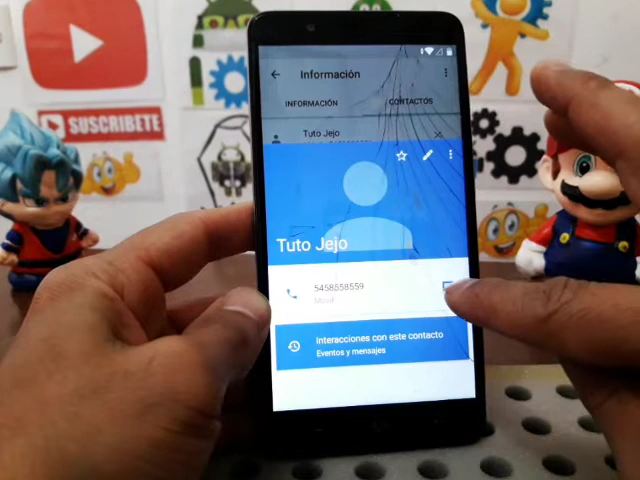 SUSCRIBETE
Información
INFORMACIÓN
CONTACTOS
Tuto Jejo
Tuto Jejo
5458558559
Móvil
Interacciones con este contacto
Eventos y mensajes